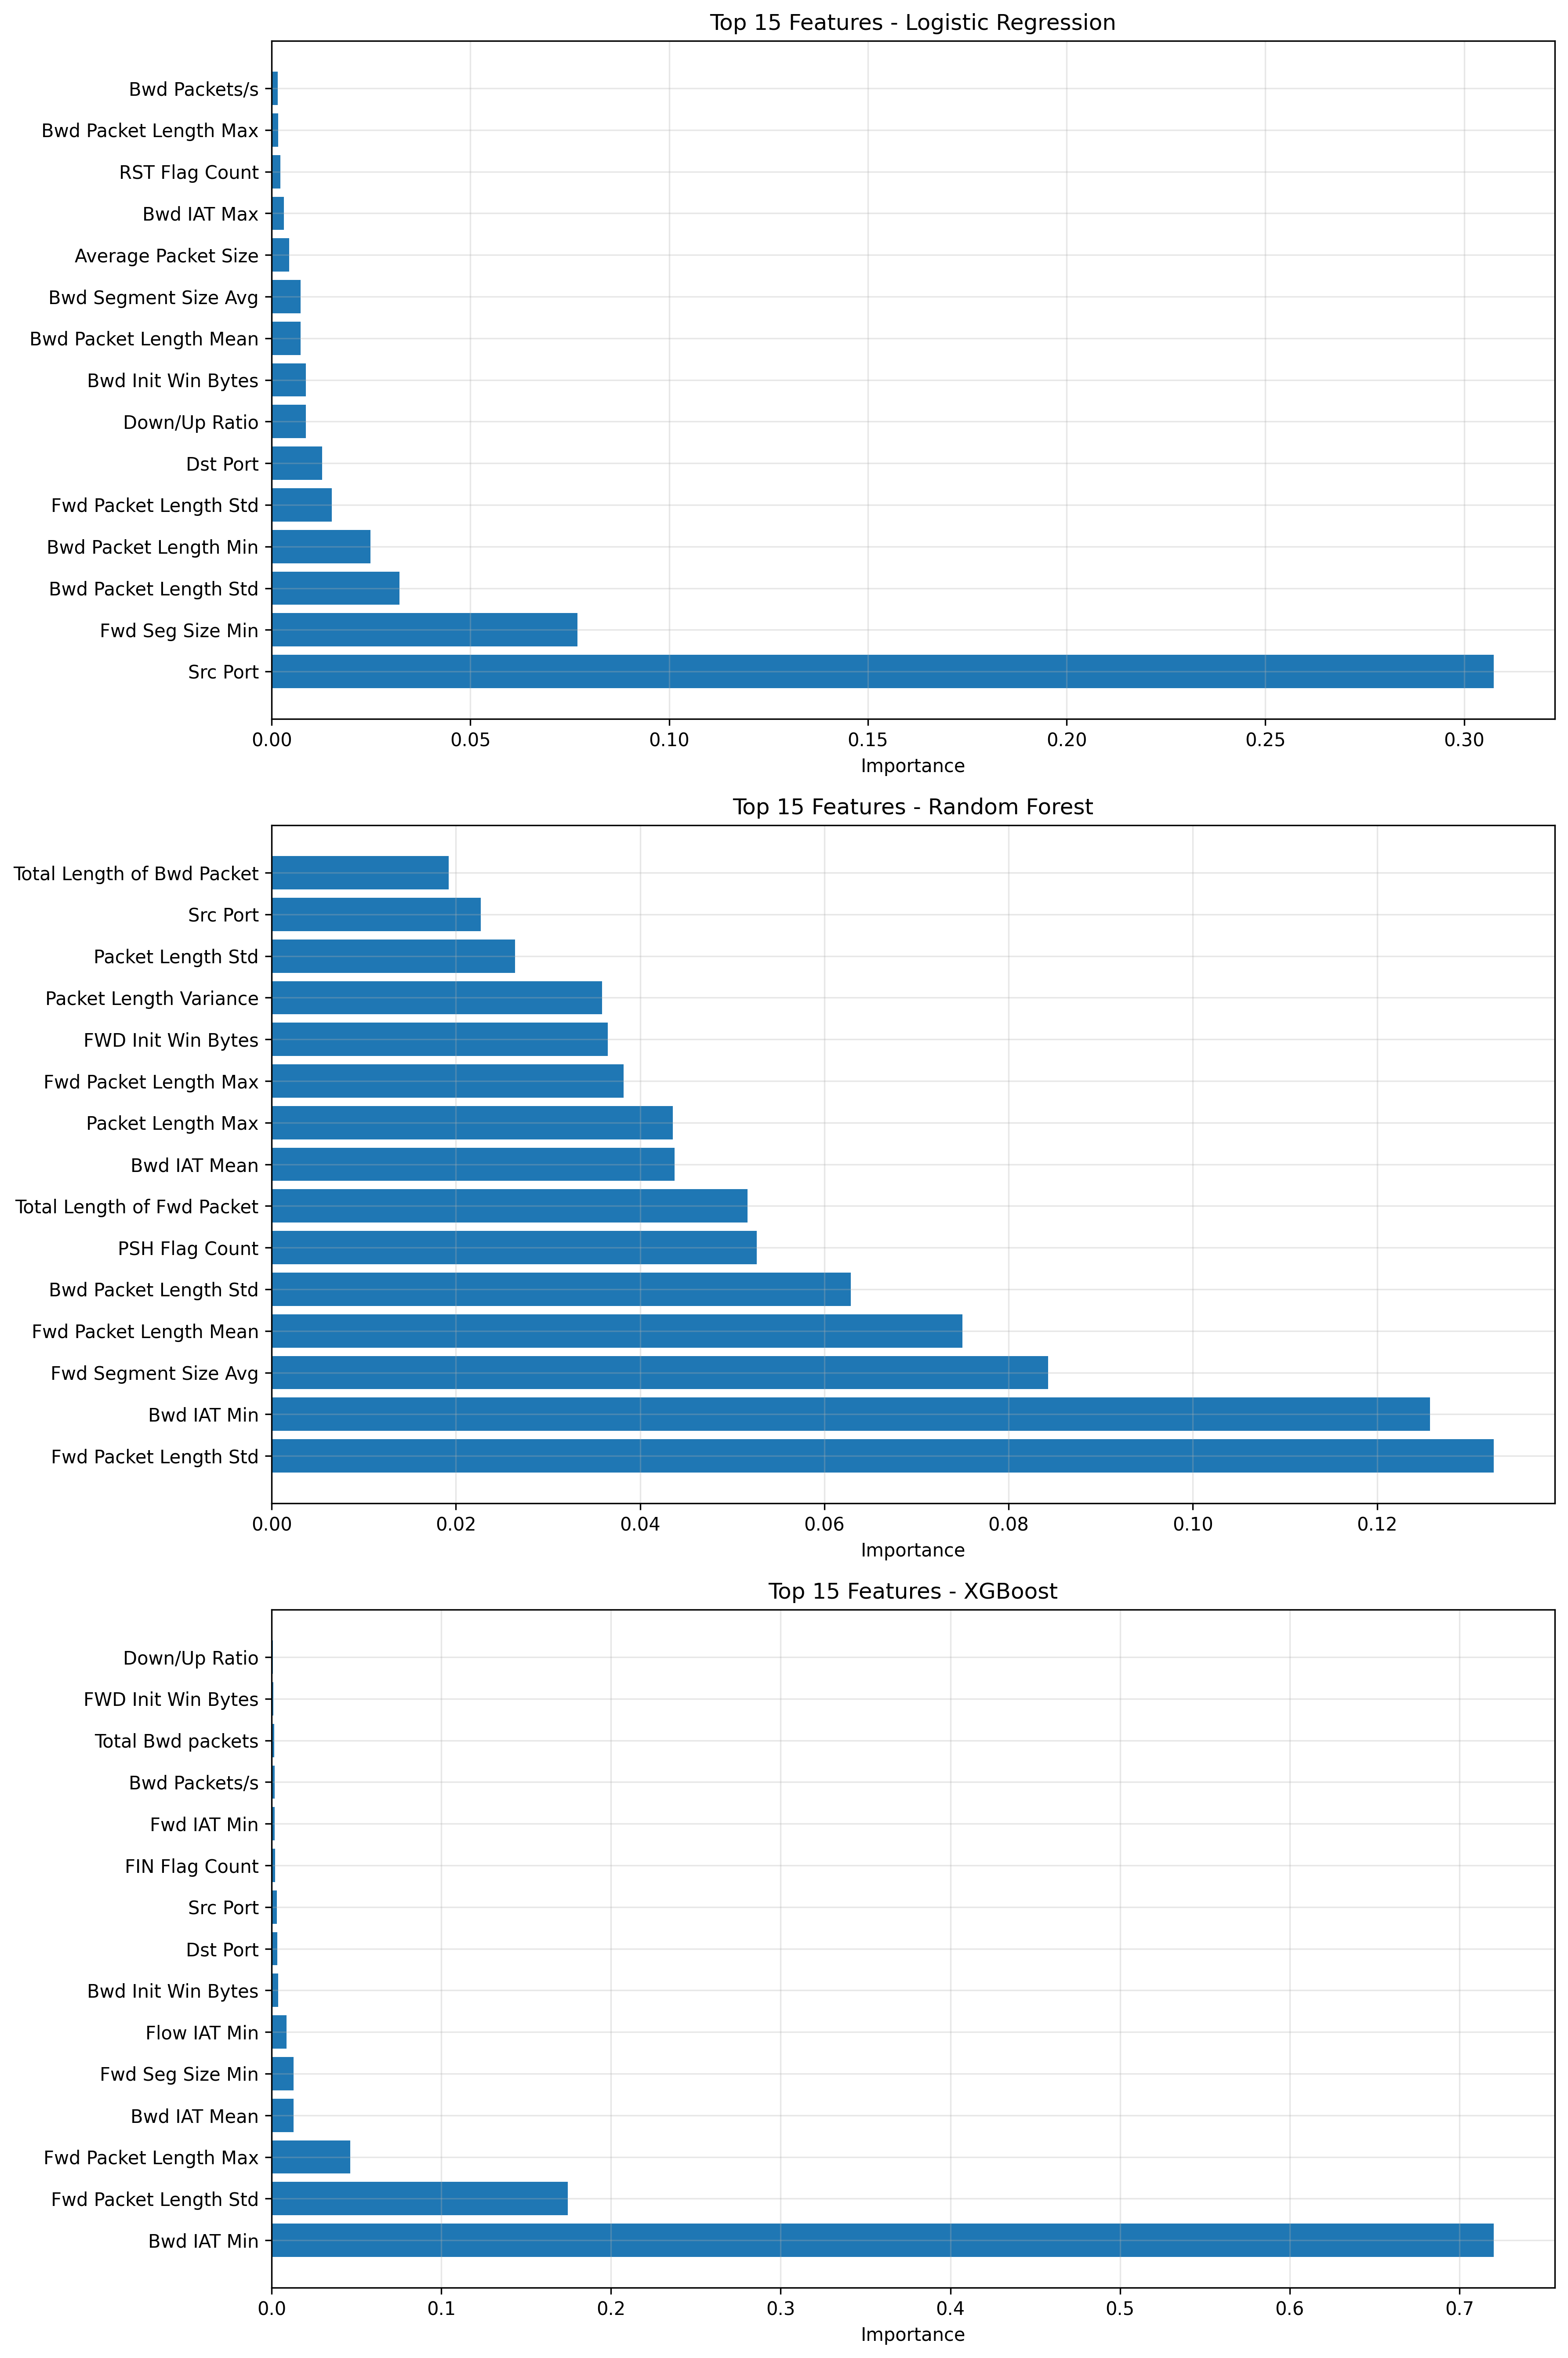 Top 15 Features - Logistic Regression
Bwd Packets/s
Bwd Packet Length Max
RST Flag Count
Bwd IAT Max
Average Packet Size
Bwd Segment Size Avg
Bwd Packet Length Mean
Bwd Init Win Bytes
Down/Up Ratio
Dst Port
Fwd Packet Length Std
Bwd Packet Length Min
Bwd Packet Length Std
Fwd Seg Size Min
Src Port
0.00 0.05 0.10 0.15 0.20 0.25 0.30
Importance
Top 15 Features - Random Forest
Total Length of Bwd Packet
Src Port
Packet Length Std
Packet Length Variance
FWD Init Win Bytes
Fwd Packet Length Max
Packet Length Max
Bwd IAT Mean
Total Length of Fwd Packet
PSH Flag Count
Bwd Packet Length Std
Fwd Packet Length Mean
Fwd Segment Size Avg
Bwd IAT Min
Fwd Packet Length Std
0.00 0.02 0.04 0.06 0.08 0.10 0.12
Importance
Top 15 Features - XGBoost
Down/Up Ratio
FWD Init Win Bytes
Total Bwd packets
Bwd Packets/s
Fwd IAT Min
FIN Flag Count
Src Port
Dst Port
Bwd Init Win Bytes
Flow IAT Min
Fwd Seg Size Min
Bwd IAT Mean
Fwd Packet Length Max
Fwd Packet Length Std
Bwd IAT Min
0.0 0.1 0.2 0.3 0.4 0.5 0.6 0.7
Importance